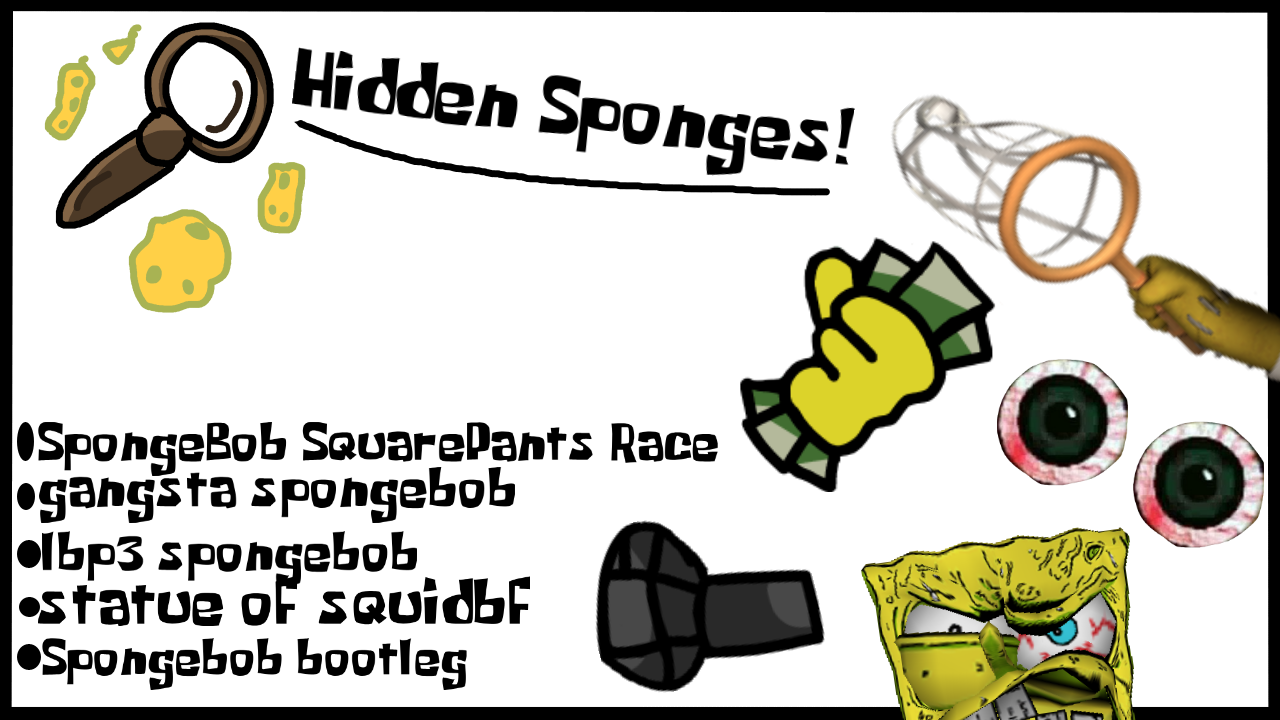 Hidden Sponges!
•SpongeBob SquarePants Race
•gangsta spongebob
•lbp3 spongebob
•statue of squidbf
•Spongebob bootleg